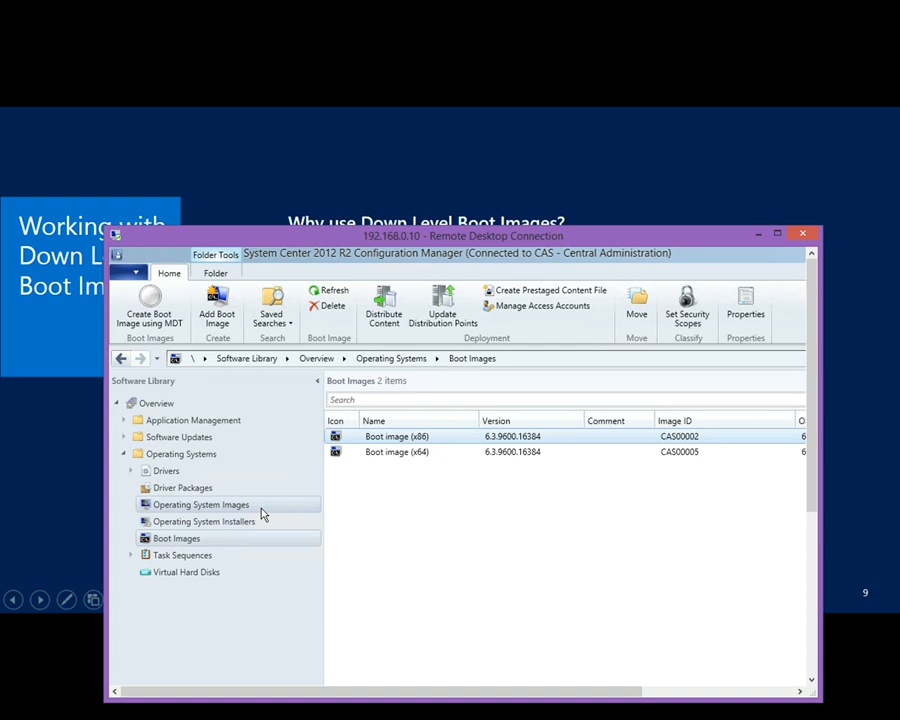 Working with
Down L
Boot Im
Why use Down Level Boot Images?
192.168.0.10 - Remote Desktop Connection
Folder Tools
System Center 2012 R2 Configuration Manager (Connected to CAS - Central Administration)
Home
Folder
Create Boot
Image using MDT
Boot Images
Add Boot
Image
Create
Saved
Searches
Search
Refresh
Delete
Boot Image
Distribute
Content
Update
Distribution Points
Create Prestaged Content File
Manage Access Accounts
Deployment
Move
Move
Set Security
Scopes
Classify
Properties
Properties
\ Software Library Overview Operating Systems Boot Images
Software Library
Overview
Application Management
Software Updates
Operating Systems
Drivers
Driver Packages
Operating System Images
Operating System Installers
Boot Images
Task Sequences
Virtual Hard Disks
Boot Images 2 items
Search
Icon Name Version Comment Image ID O
Boot image (x86) 6.3.9600.16384 CAS00002 6
Boot image (x64) 6.3.9600.16384 CAS00005 6
9